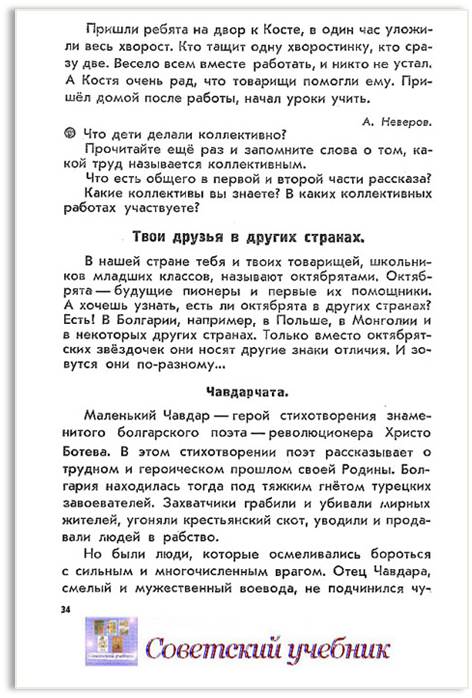 Пришли ребята на двор к Косте, в один час уложи-
ли весь хворост. Кто тащит одну хворостинку, кто сра-
зу две. Весело всем вместе работать, и никто не устал.
А Костя очень рад, что товарищи помогли ему. При-
шёл домой после работы, начал уроки учить.
А. Неверов.
Что дети делали коллективно?
Прочитайте ещё раз и запомните слова о том, ка-
кой труд называется коллективным.
Что есть общего в первой и второй части рассказа?
Какие коллективы вы знаете? В каких коллективных
работах участвуете?
Твои друзья в других странах.
В нашей стране тебя и твоих товарищей, школьни-
ков младших классов, называют октябрятами. Октяб-
рята — будущие пионеры и первые их помощники.
А хочешь узнать, есть ли октябрята в других странах?
Есть! В Болгарии, например, в Польше, в Монголии и
в некоторых других странах. Только вместо октябрят-
ских звёздочек они носят другие знаки отличия. И зо-
вутся они по-разному...
Чавдарчата.
Маленький Чавдар — герой стихотворения знаме-
нитого болгарского поэта — революционера Христо
Ботева. В этом стихотворении поэт рассказывает о
трудном и героическом прошлом своей Родины. Бол-
гария находилась тогда под тяжким гнётом турецких
завоевателей. Захватчики грабили и убивали мирных
жителей, угоняли крестьянский скот, уводили и прода-
вали людей в рабство.
Но были люди, которые осмеливались бороться
с сильным и многочисленным врагом. Отец Чавдара,
смелый и мужественный воевода, не подчинился чу-
34
Советский учебник